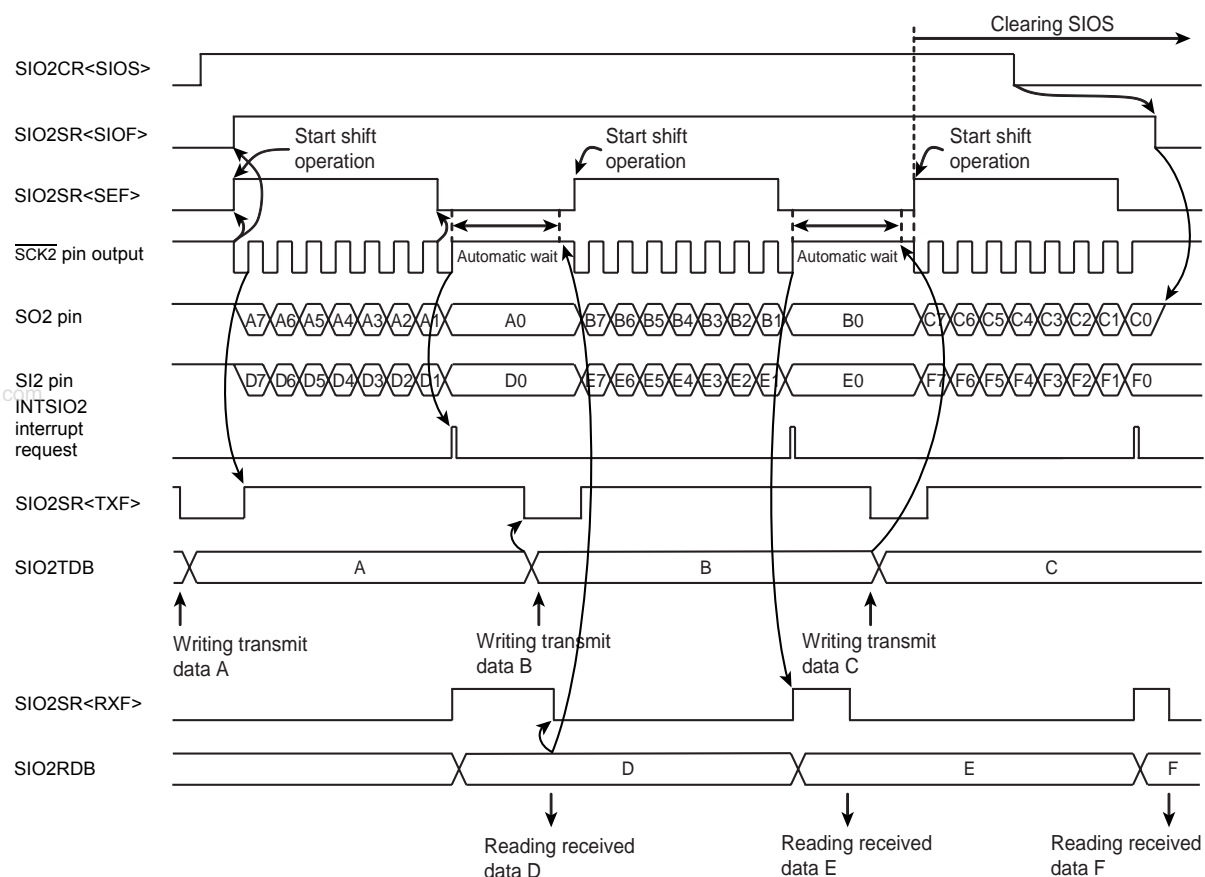 Clearing SIOS
SIO2CR<SIOS>
SIO2SR<SIOF>
Start shift
operation
Start shift
operation
Start shift
operation
SIO2SR<SEF>
SCK2 pin output
Automatic wait
Automatic wait
SO2 pin
A7 A6 A5 A4 A3 A2 A1 A0 B7 B6 B5 B4 B3 B2 B1 B0 C7 C6 C5 C4 C3 C2 C1 C0
SI2 pin
D7 D6 D5 D4 D3 D2 D1 D0 E7 E6 E5 E4 E3 E2 E1 E0 F7 F6 F5 F4 F3 F2 F1 F0
com
INTSIO2
interrupt
request
SIO2SR<TXF>
SIO2TDB
A B C
Writing transmit
data A
Writing transmit
data B
Writing transmit
data C
SIO2SR<RXF>
SIO2RDB
D E F
Reading received
data D
Reading received
data E
Reading received
data F